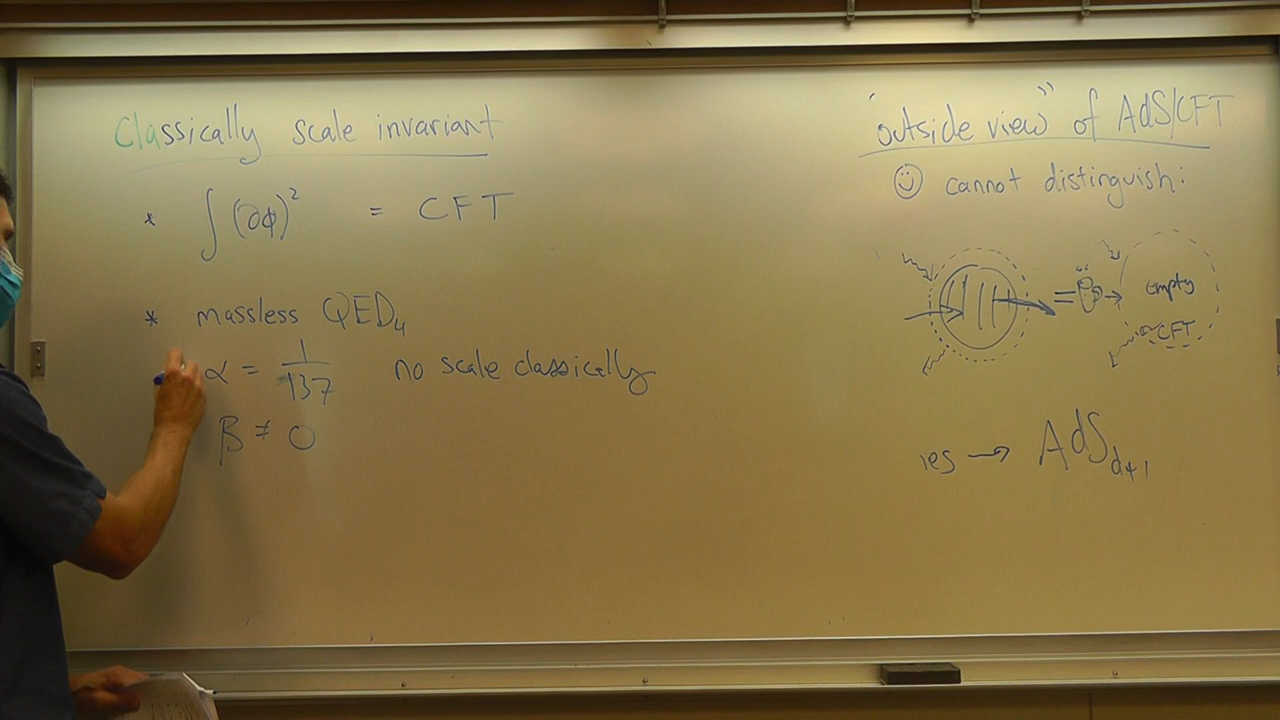 Classically scale invariant
* ∫(∂φ)² = CFT
* massless QED₄
α = 1/137 no scale classically
β ≠ 0
"outside view" of AdS/CFT
☺ cannot distinguish:
= empty
CFT
ies → AdS_{d+1}